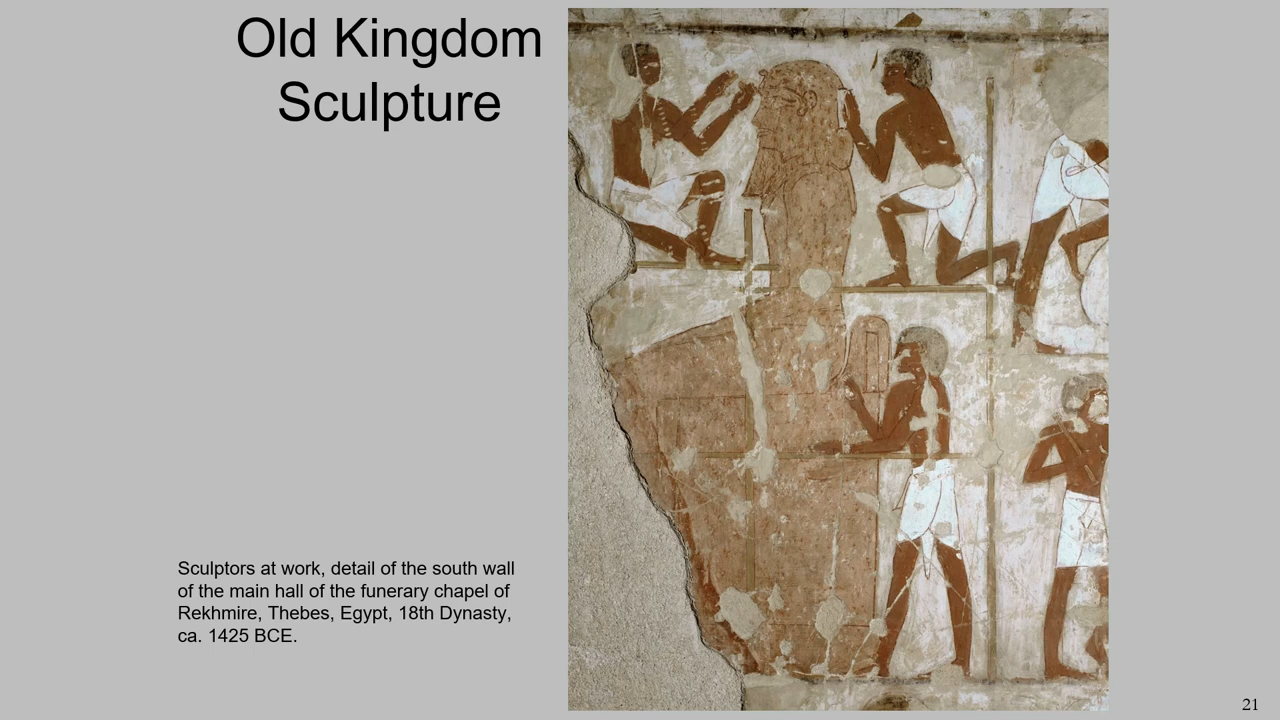 Old Kingdom
Sculpture
Sculptors at work, detail of the south wall
of the main hall of the funerary chapel of
Rekhmire, Thebes, Egypt, 18th Dynasty,
ca. 1425 BCE.
21